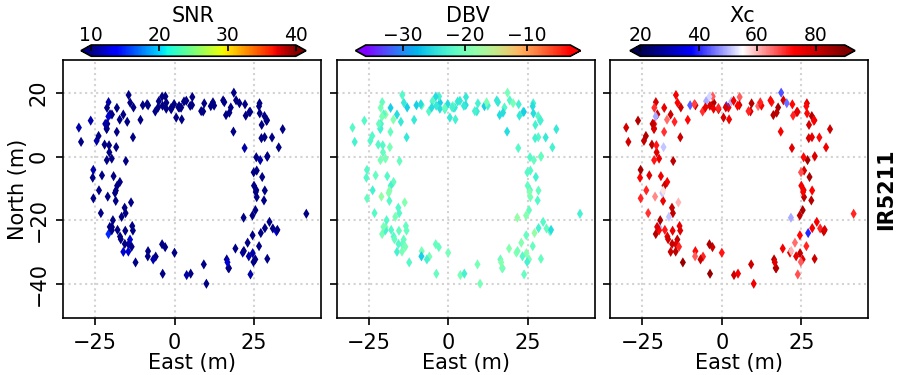 SNR DBV Xc
10 20 30 40 −30 −20 −10 20 40 60 80
20
0
−20
−40
North (m)
−25 0 25 −25 0 25 −25 0 25
East (m) East (m) East (m)
IR5211